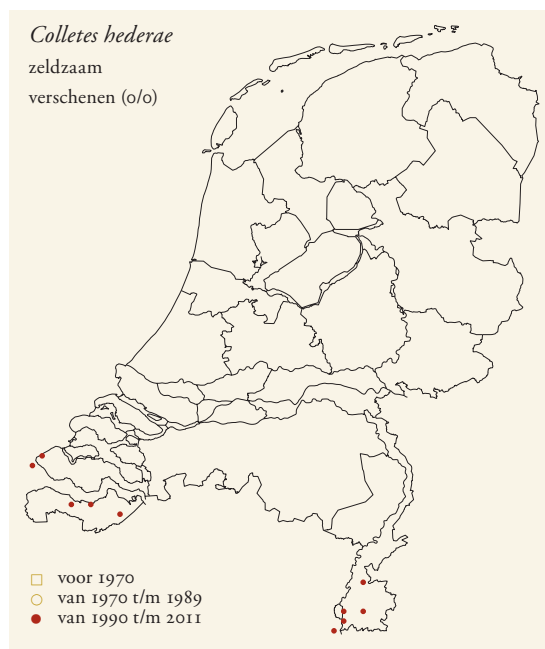 Colletes hederae
zeldzaam
verschenen (0/0)
voor 1970
van 1970 t/m 1989
van 1990 t/m 2011